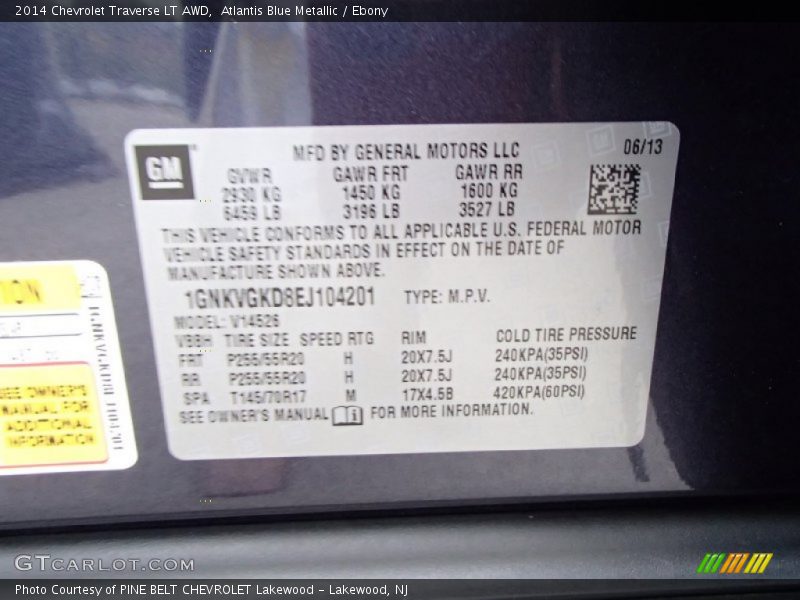 2014 Chevrolet Traverse LT AWD, Atlantis Blue Metallic / Ebony
GM
MFD BY GENERAL MOTORS LLC 06/13
GVWR GAWR FRT GAWR RR
2930 KG 1450 KG 1600 KG
6459 LB 3196 LB 3527 LB
THIS VEHICLE CONFORMS TO ALL APPLICABLE U.S. FEDERAL MOTOR
VEHICLE SAFETY STANDARDS IN EFFECT ON THE DATE OF
MANUFACTURE SHOWN ABOVE.
1GNKVGKD8EJ104201 TYPE: M.P.V.
MODEL: V14526
VBBH TIRE SIZE SPEED RTG RIM COLD TIRE PRESSURE
FRT P255/55R20 H 20X7.5J 240KPA(35PSI)
RR P255/55R20 H 20X7.5J 240KPA(35PSI)
SPA T145/70R17 M 17X4.5B 420KPA(60PSI)
SEE OWNER'S MANUAL FOR MORE INFORMATION.
TION
SEE OWNER'S
MANUAL FOR
ADDITIONAL
INFORMATION
1GNKVGKD8EJ104201
GTCARLOT.COM
Photo Courtesy of PINE BELT CHEVROLET Lakewood – Lakewood, NJ